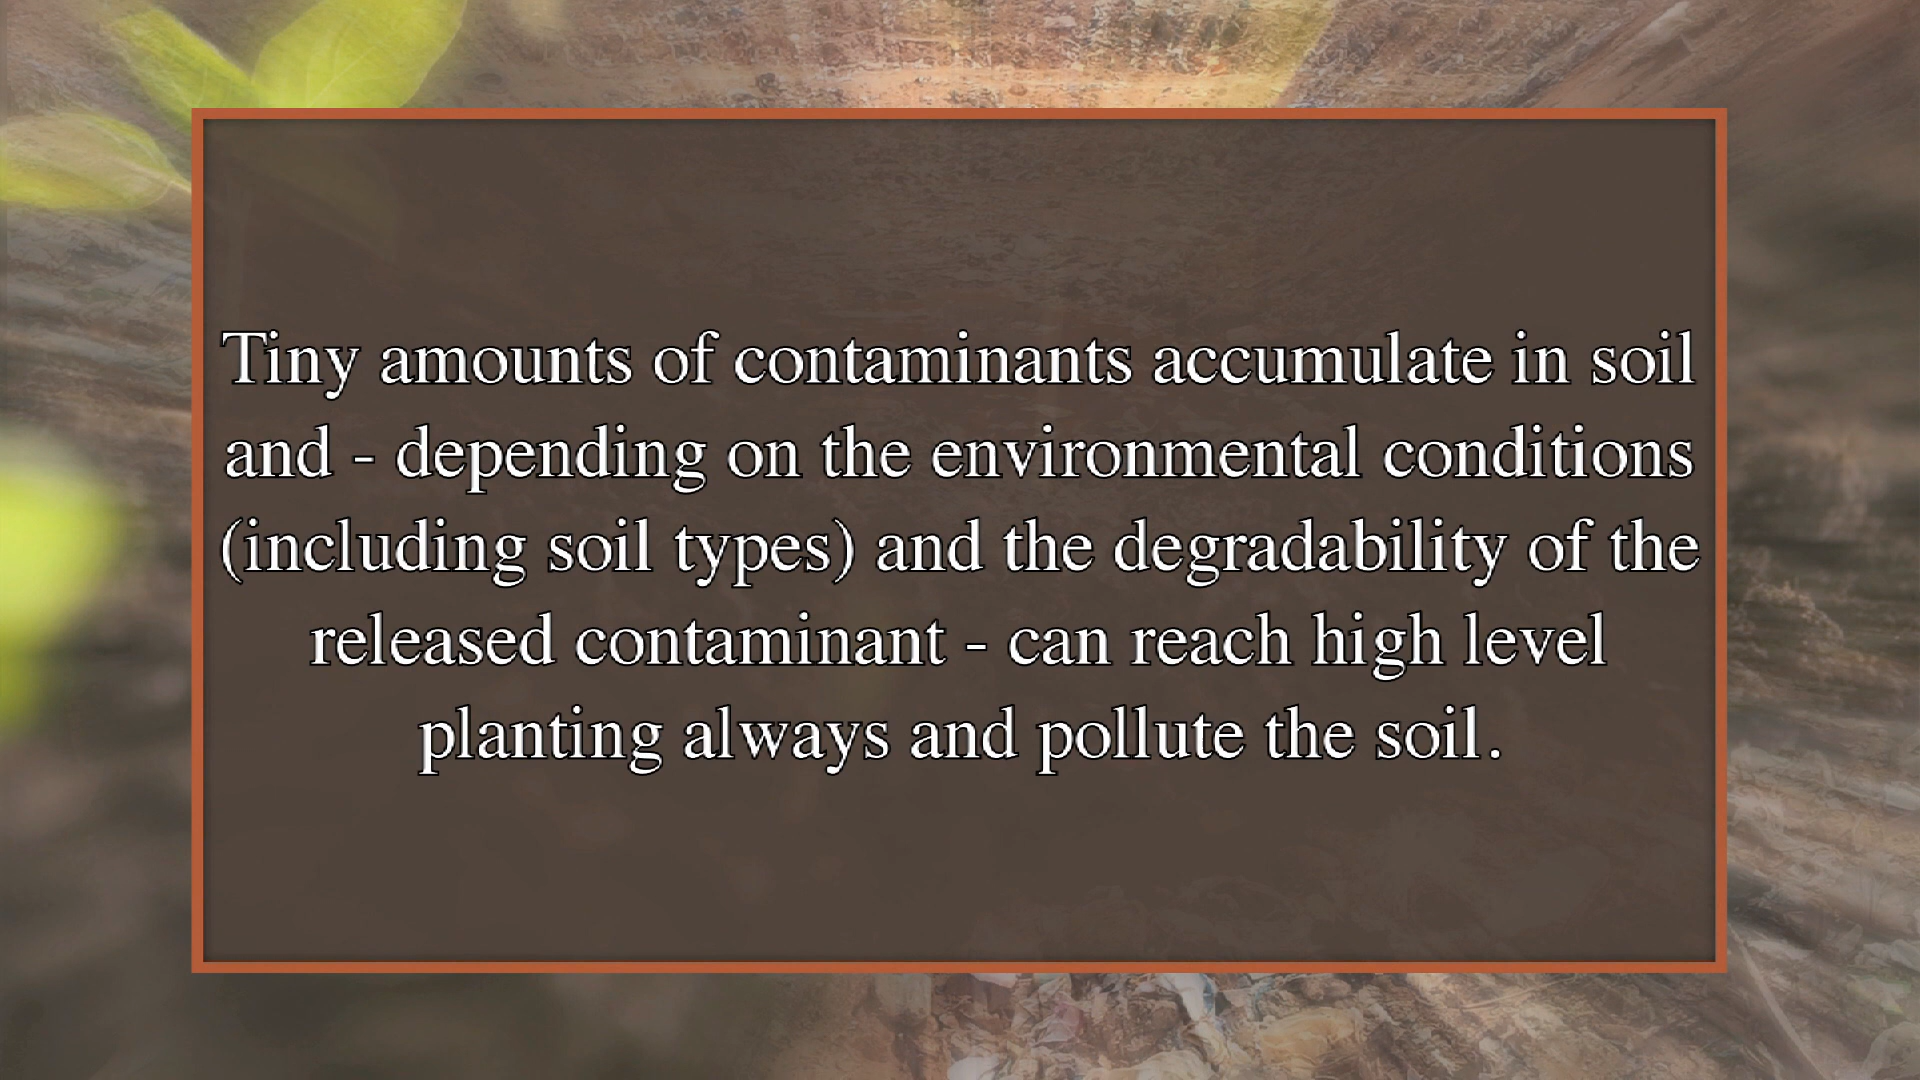 Tiny amounts of contaminants accumulate in soil
and - depending on the environmental conditions
(including soil types) and the degradability of the
released contaminant - can reach high level
planting always and pollute the soil.